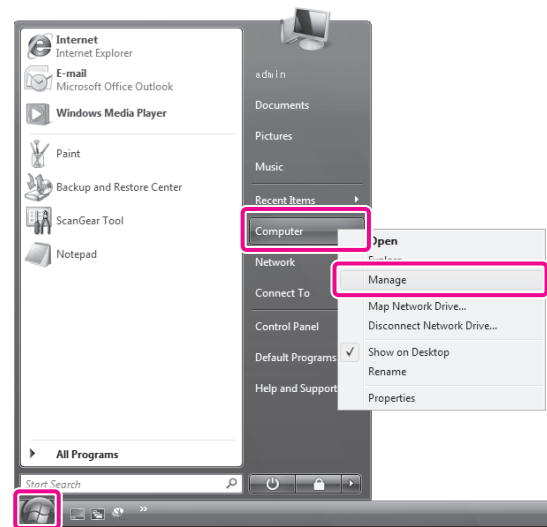 Internet
Internet Explorer
E-mail
Microsoft Office Outlook
Windows Media Player
Paint
Backup and Restore Center
ScanGear Tool
Notepad
All Programs
Start Search
admin
Documents
Pictures
Music
Recent Items
Computer
Network
Connect To
Control Panel
Default Programs
Help and Support
Open
Manage
Map Network Drive...
Disconnect Network Drive...
Show on Desktop
Rename
Properties